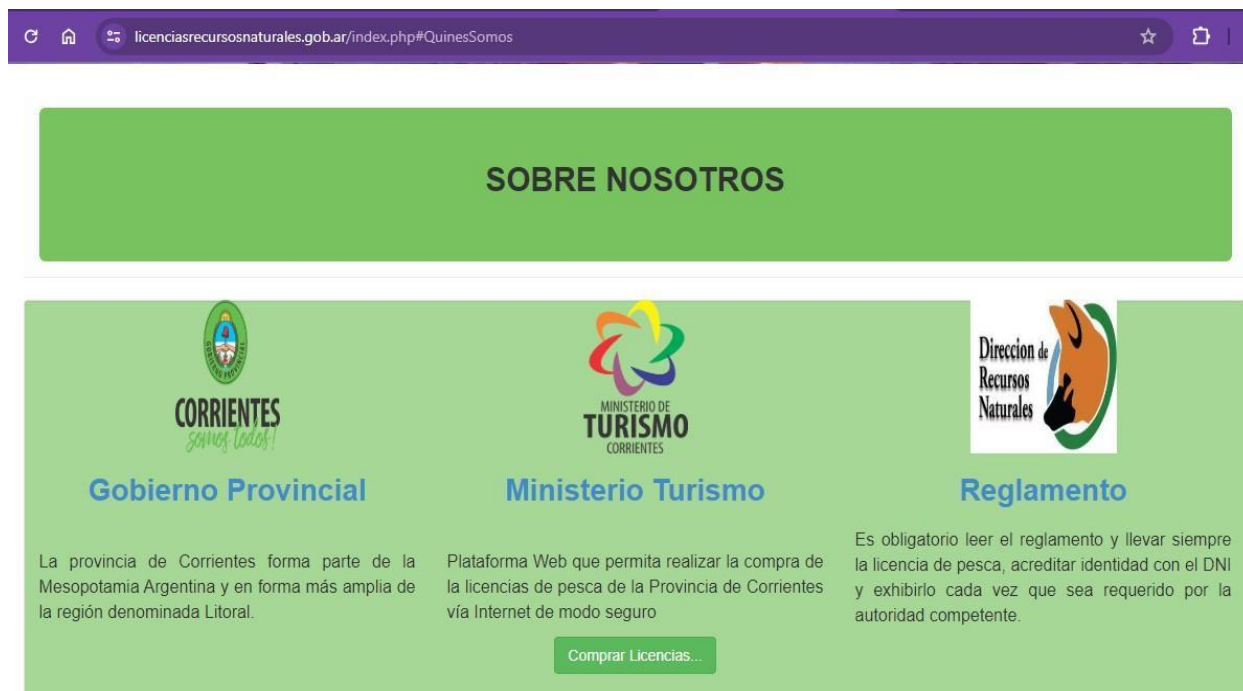 licenciasrecursosnaturales.gob.ar/index.php#QuinesSomos
SOBRE NOSOTROS
GOBIERNO PROVINCIAL
CORRIENTES
somos todos!
Gobierno Provincial
La provincia de Corrientes forma parte de la
Mesopotamia Argentina y en forma más amplia de
la región denominada Litoral.
MINISTERIO DE
TURISMO
CORRIENTES
Ministerio Turismo
Plataforma Web que permita realizar la compra de
la licencias de pesca de la Provincia de Corrientes
vía Internet de modo seguro
Comprar Licencias...
Direccion de
Recursos
Naturales
Reglamento
Es obligatorio leer el reglamento y llevar siempre
la licencia de pesca, acreditar identidad con el DNI
y exhibirlo cada vez que sea requerido por la
autoridad competente.